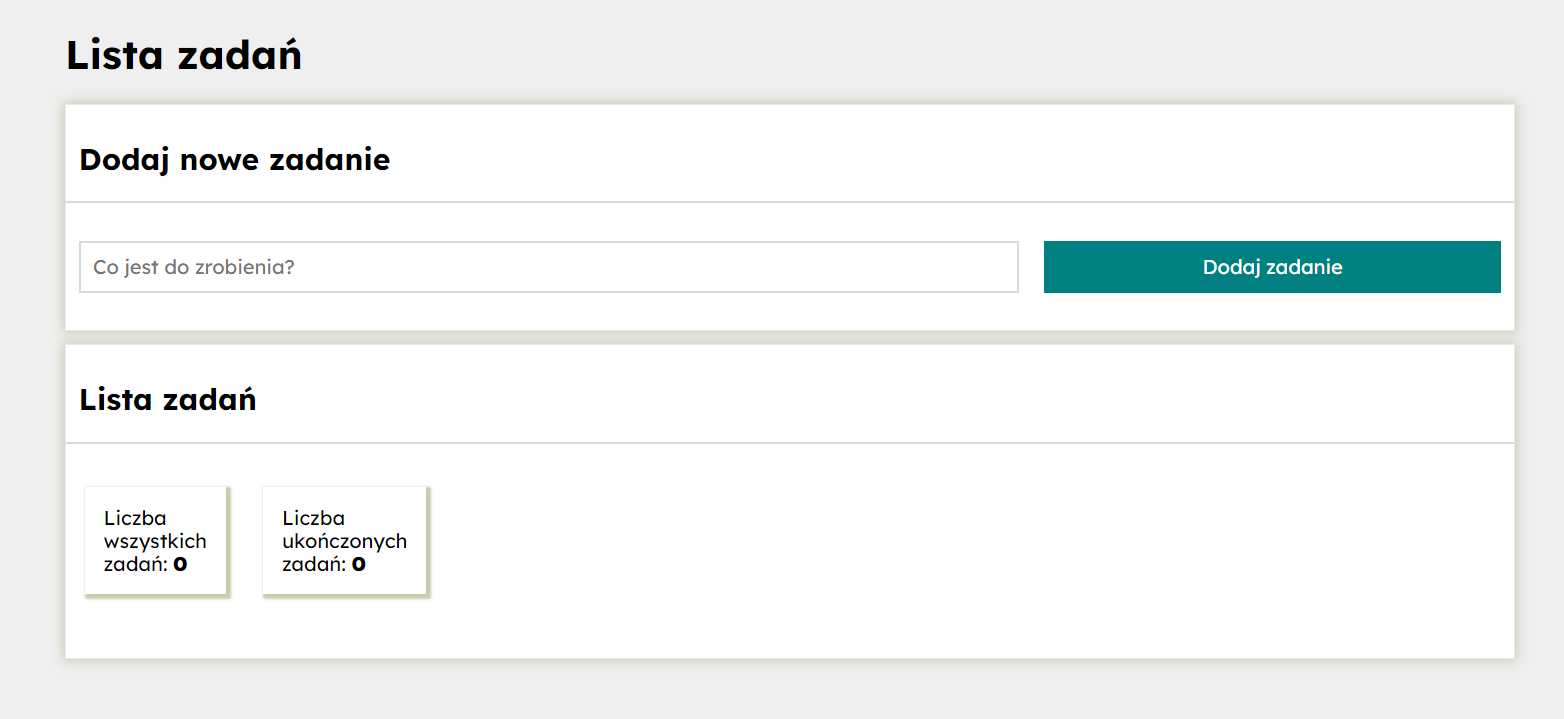 Lista zadań
Dodaj nowe zadanie
Co jest do zrobienia?
Dodaj zadanie
Lista zadań
Liczba
wszystkich
zadań: 0
Liczba
ukończonych
zadań: 0